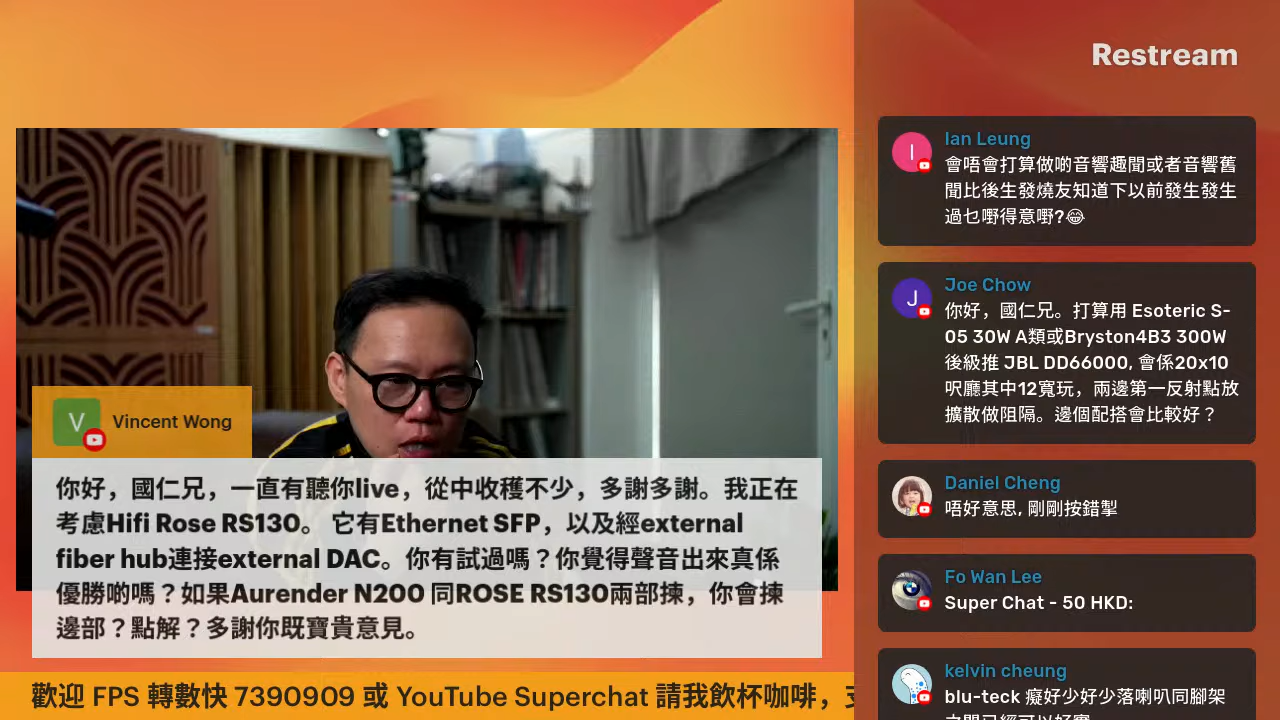 Restream
Ian Leung
會唔會打算做啲音響趣聞或者音響舊
聞比後生發燒友知道下以前發生發生
過乜嘢得意嘢?😂
Joe Chow
你好，國仁兄。打算用 Esoteric S-
05 30W A類或Bryston4B3 300W
後級推 JBL DD66000, 會係20x10
呎廳其中12寬玩，兩邊第一反射點放
擴散做阻隔。邊個配搭會比較好？
Daniel Cheng
唔好意思, 剛剛按錯掣
Fo Wan Lee
Super Chat - 50 HKD:
kelvin cheung
blu-teck 癡好少好少落喇叭同腳架
Vincent Wong
你好，國仁兄，一直有聽你live，從中收穫不少，多謝多謝。我正在
考慮Hifi Rose RS130。 它有Ethernet SFP，以及經external
fiber hub連接external DAC。你有試過嗎？你覺得聲音出來真係
優勝啲嗎？如果Aurender N200 同ROSE RS130兩部揀，你會揀
邊部？點解？多謝你既寶貴意見。
歡迎 FPS 轉數快 7390909 或 YouTube Superchat 請我飲杯咖啡，